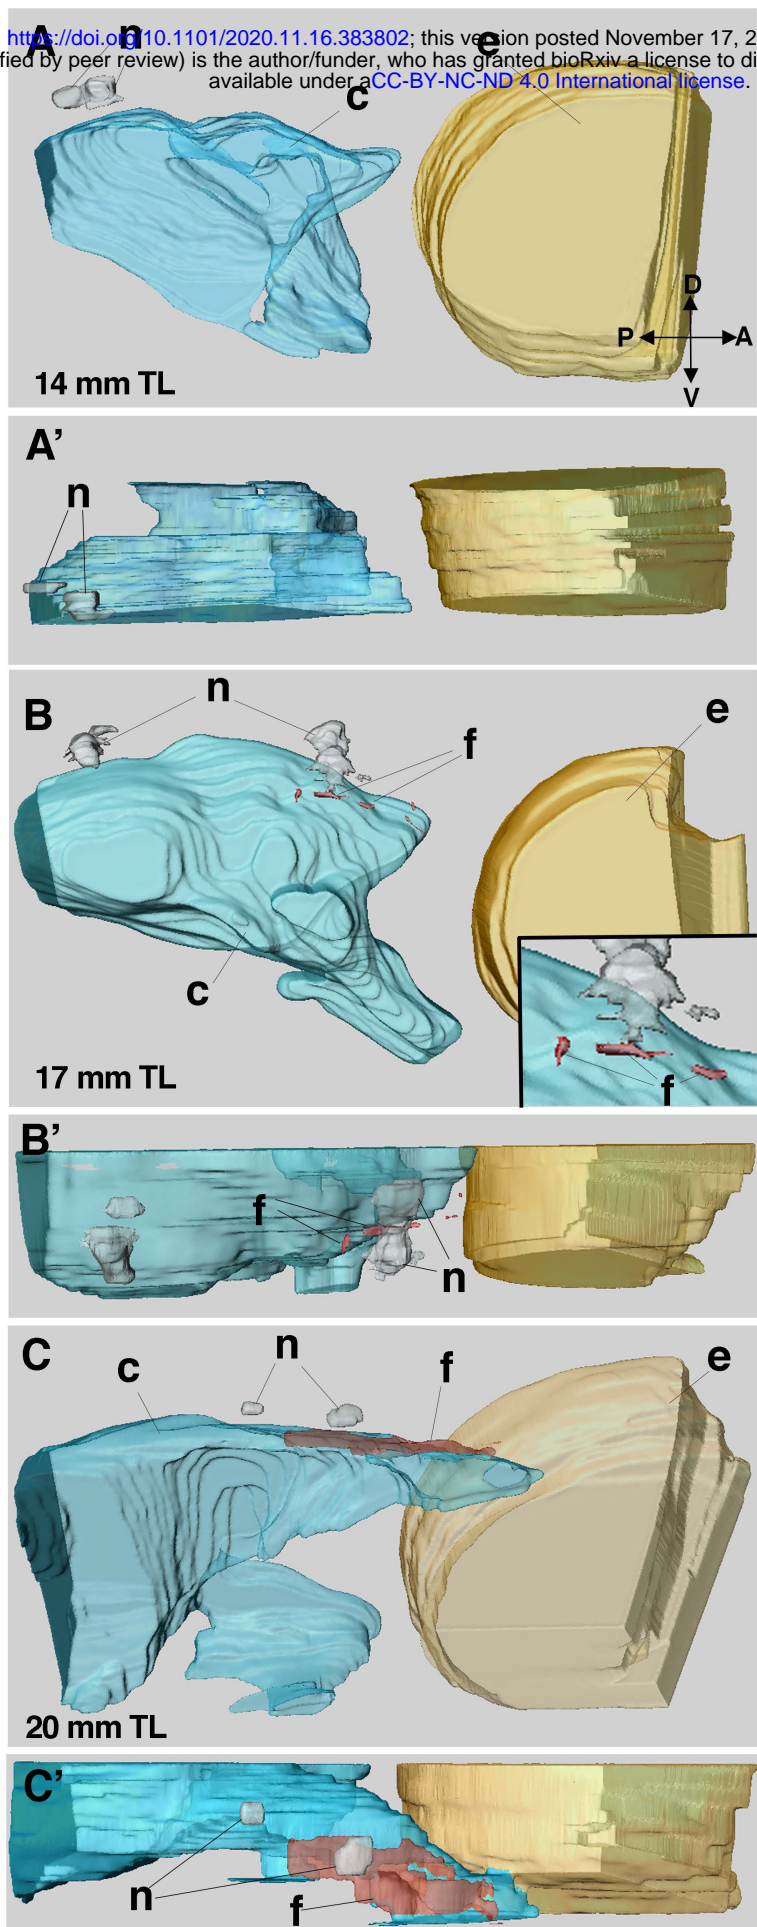 https://doi.org/10.1101/2020.11.16.383802; this version posted November 17, 2
fied by peer review) is the author/funder, who has granted bioRxiv a license to di
available under aCC-BY-NC-ND 4.0 International license.
A
n
e
c
D
P
A
V
14 mm TL
A’
n
B
n
e
f
c
f
17 mm TL
B’
f
n
C
n
c
f
e
20 mm TL
C’
n
f